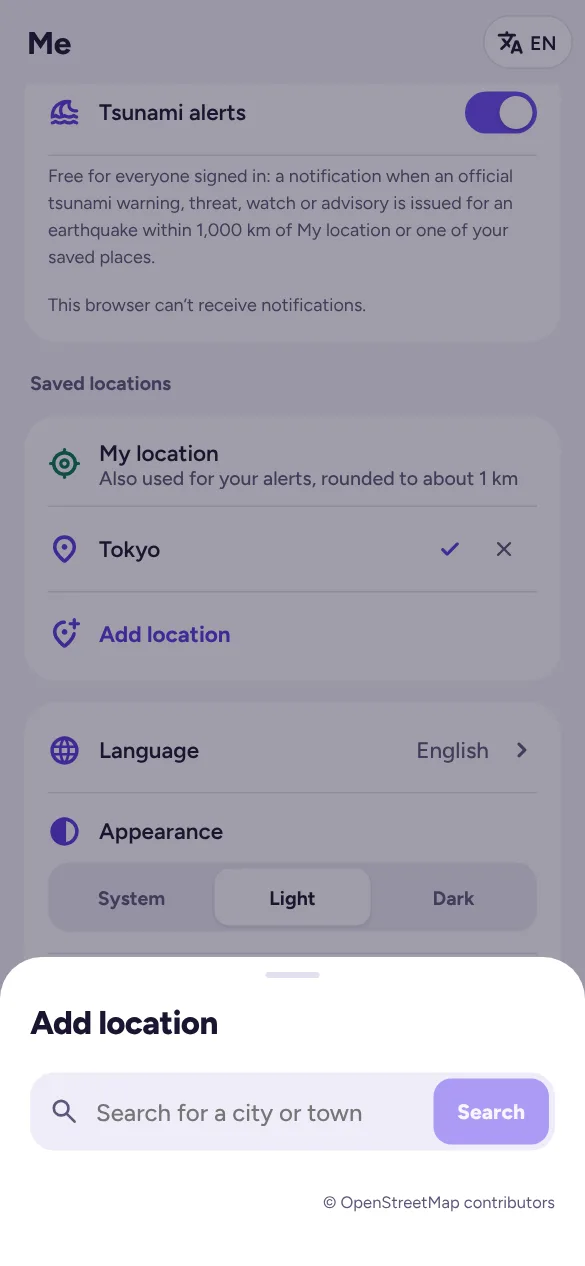 Me
EN
Tsunami alerts
Free for everyone signed in: a notification when an official
tsunami warning, threat, watch or advisory is issued for an
earthquake within 1,000 km of My location or one of your
saved places.
This browser can’t receive notifications.
Saved locations
My location
Also used for your alerts, rounded to about 1 km
Tokyo
Add location
Language
English
Appearance
System
Light
Dark
Add location
Search for a city or town
Search
© OpenStreetMap contributors